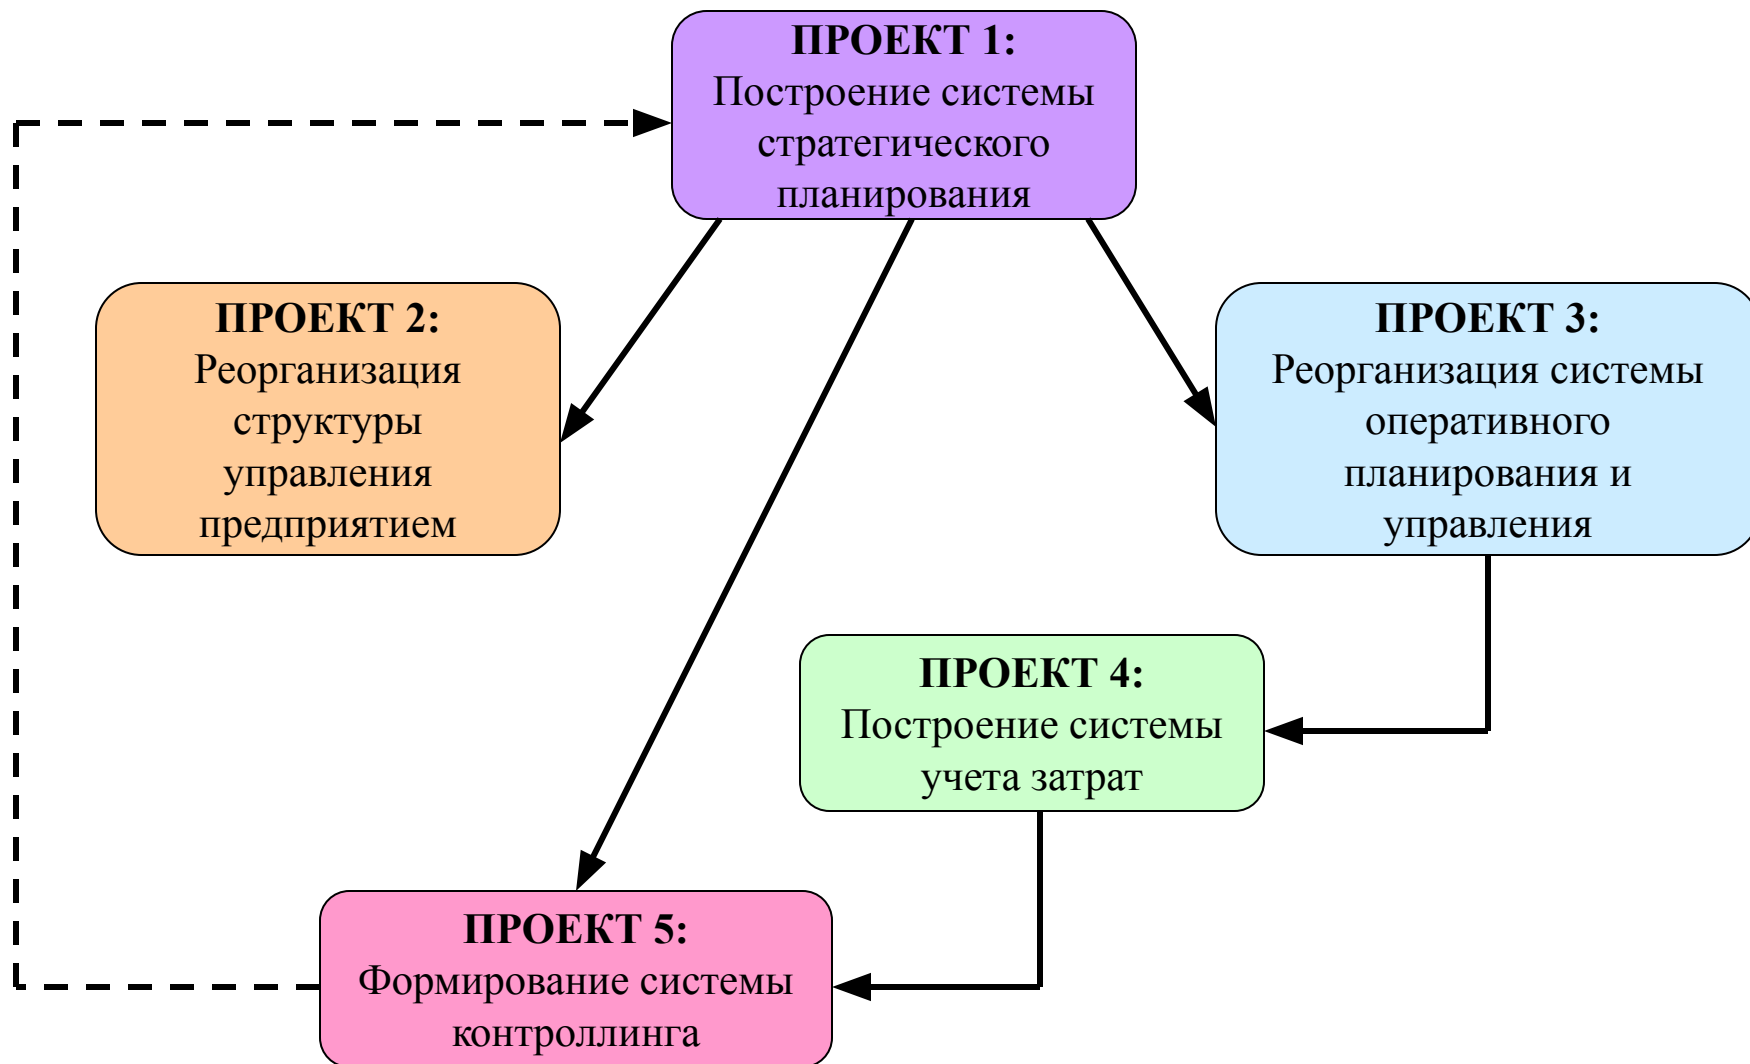 ПРОЕКТ 1:
Построение системы
стратегического
планирования
ПРОЕКТ 2:
Реорганизация
структуры
управления
предприятием
ПРОЕКТ 3:
Реорганизация системы
оперативного
планирования и
управления
ПРОЕКТ 4:
Построение системы
учета затрат
ПРОЕКТ 5:
Формирование системы
контроллинга